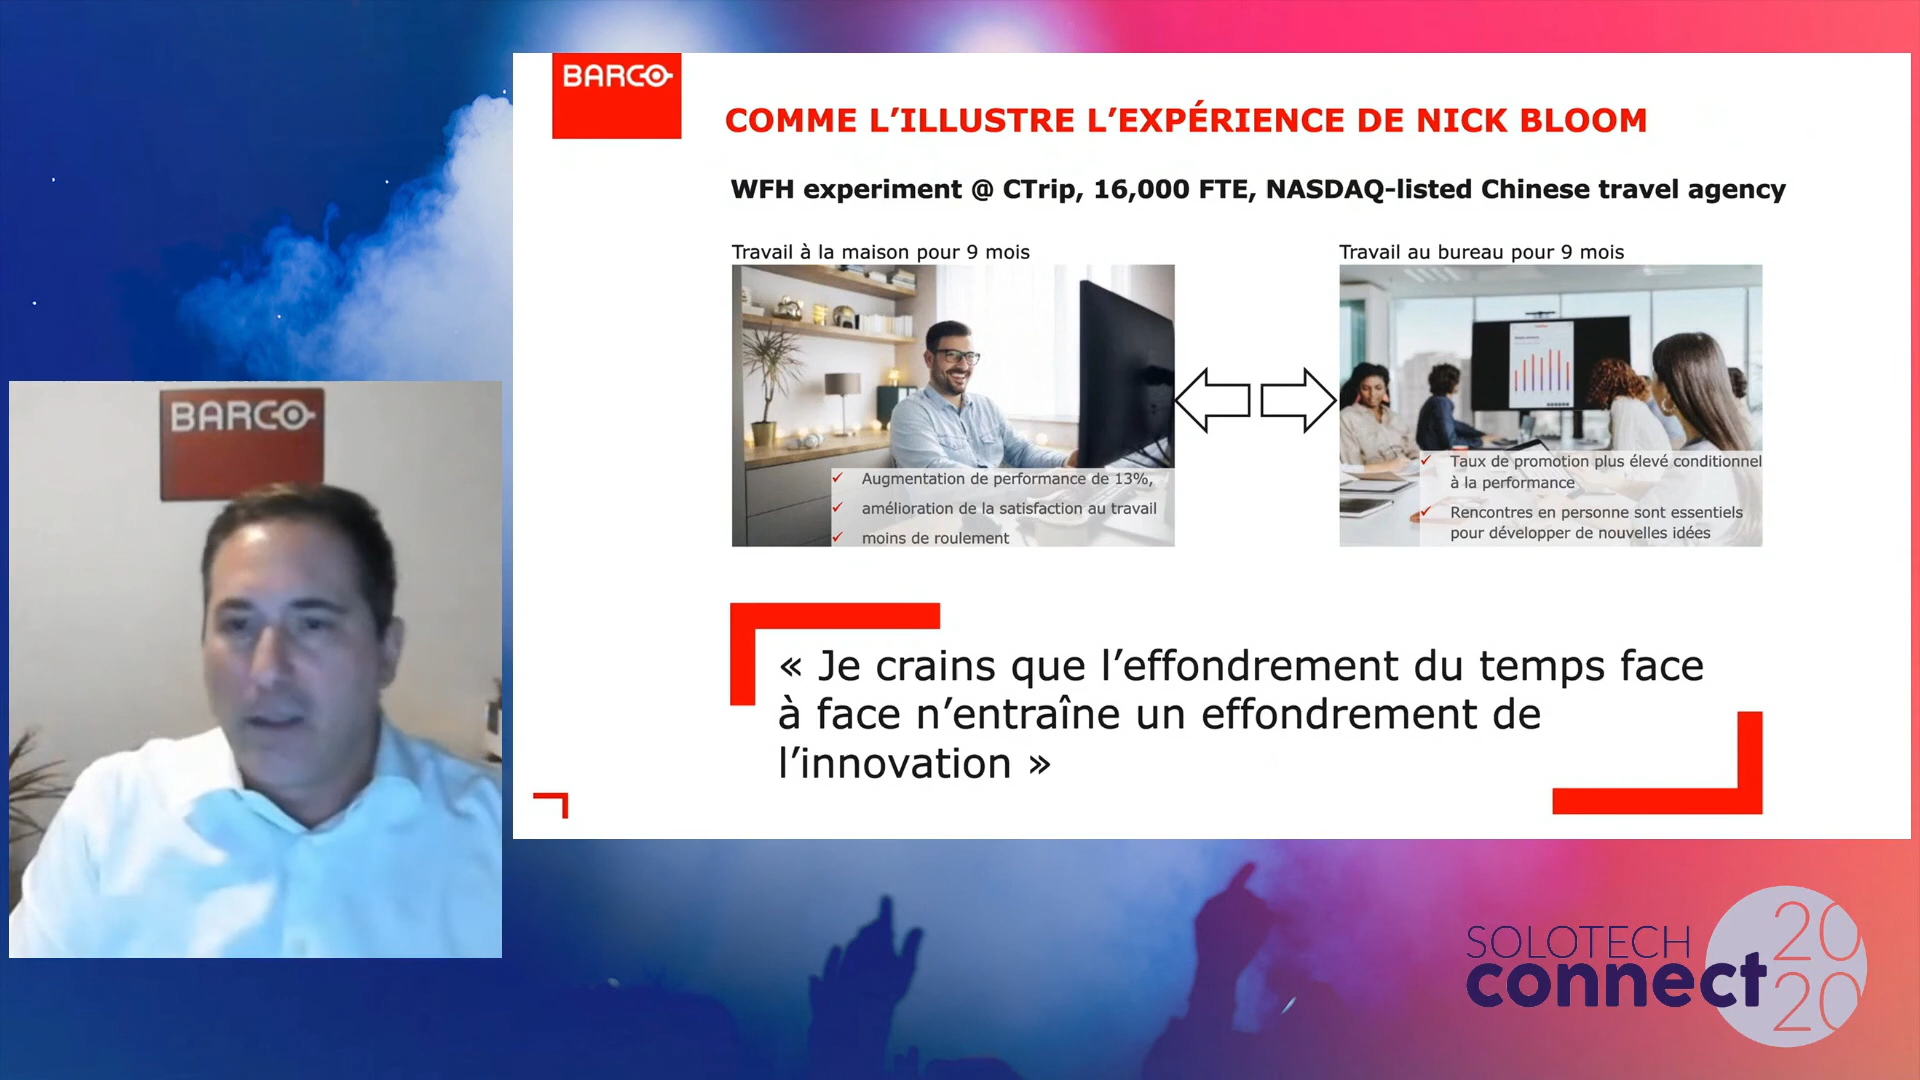 BARCO
COMME L’ILLUSTRE L’EXPÉRIENCE DE NICK BLOOM
WFH experiment @ CTrip, 16,000 FTE, NASDAQ-listed Chinese travel agency
Travail à la maison pour 9 mois
Augmentation de performance de 13%,
amélioration de la satisfaction au travail
moins de roulement
Travail au bureau pour 9 mois
Taux de promotion plus élevé conditionnel
à la performance
Rencontres en personne sont essentiels
pour développer de nouvelles idées
« Je crains que l’effondrement du temps face
à face n’entraîne un effondrement de
l’innovation »
BARCO
SOLOTECH
connect
20
20